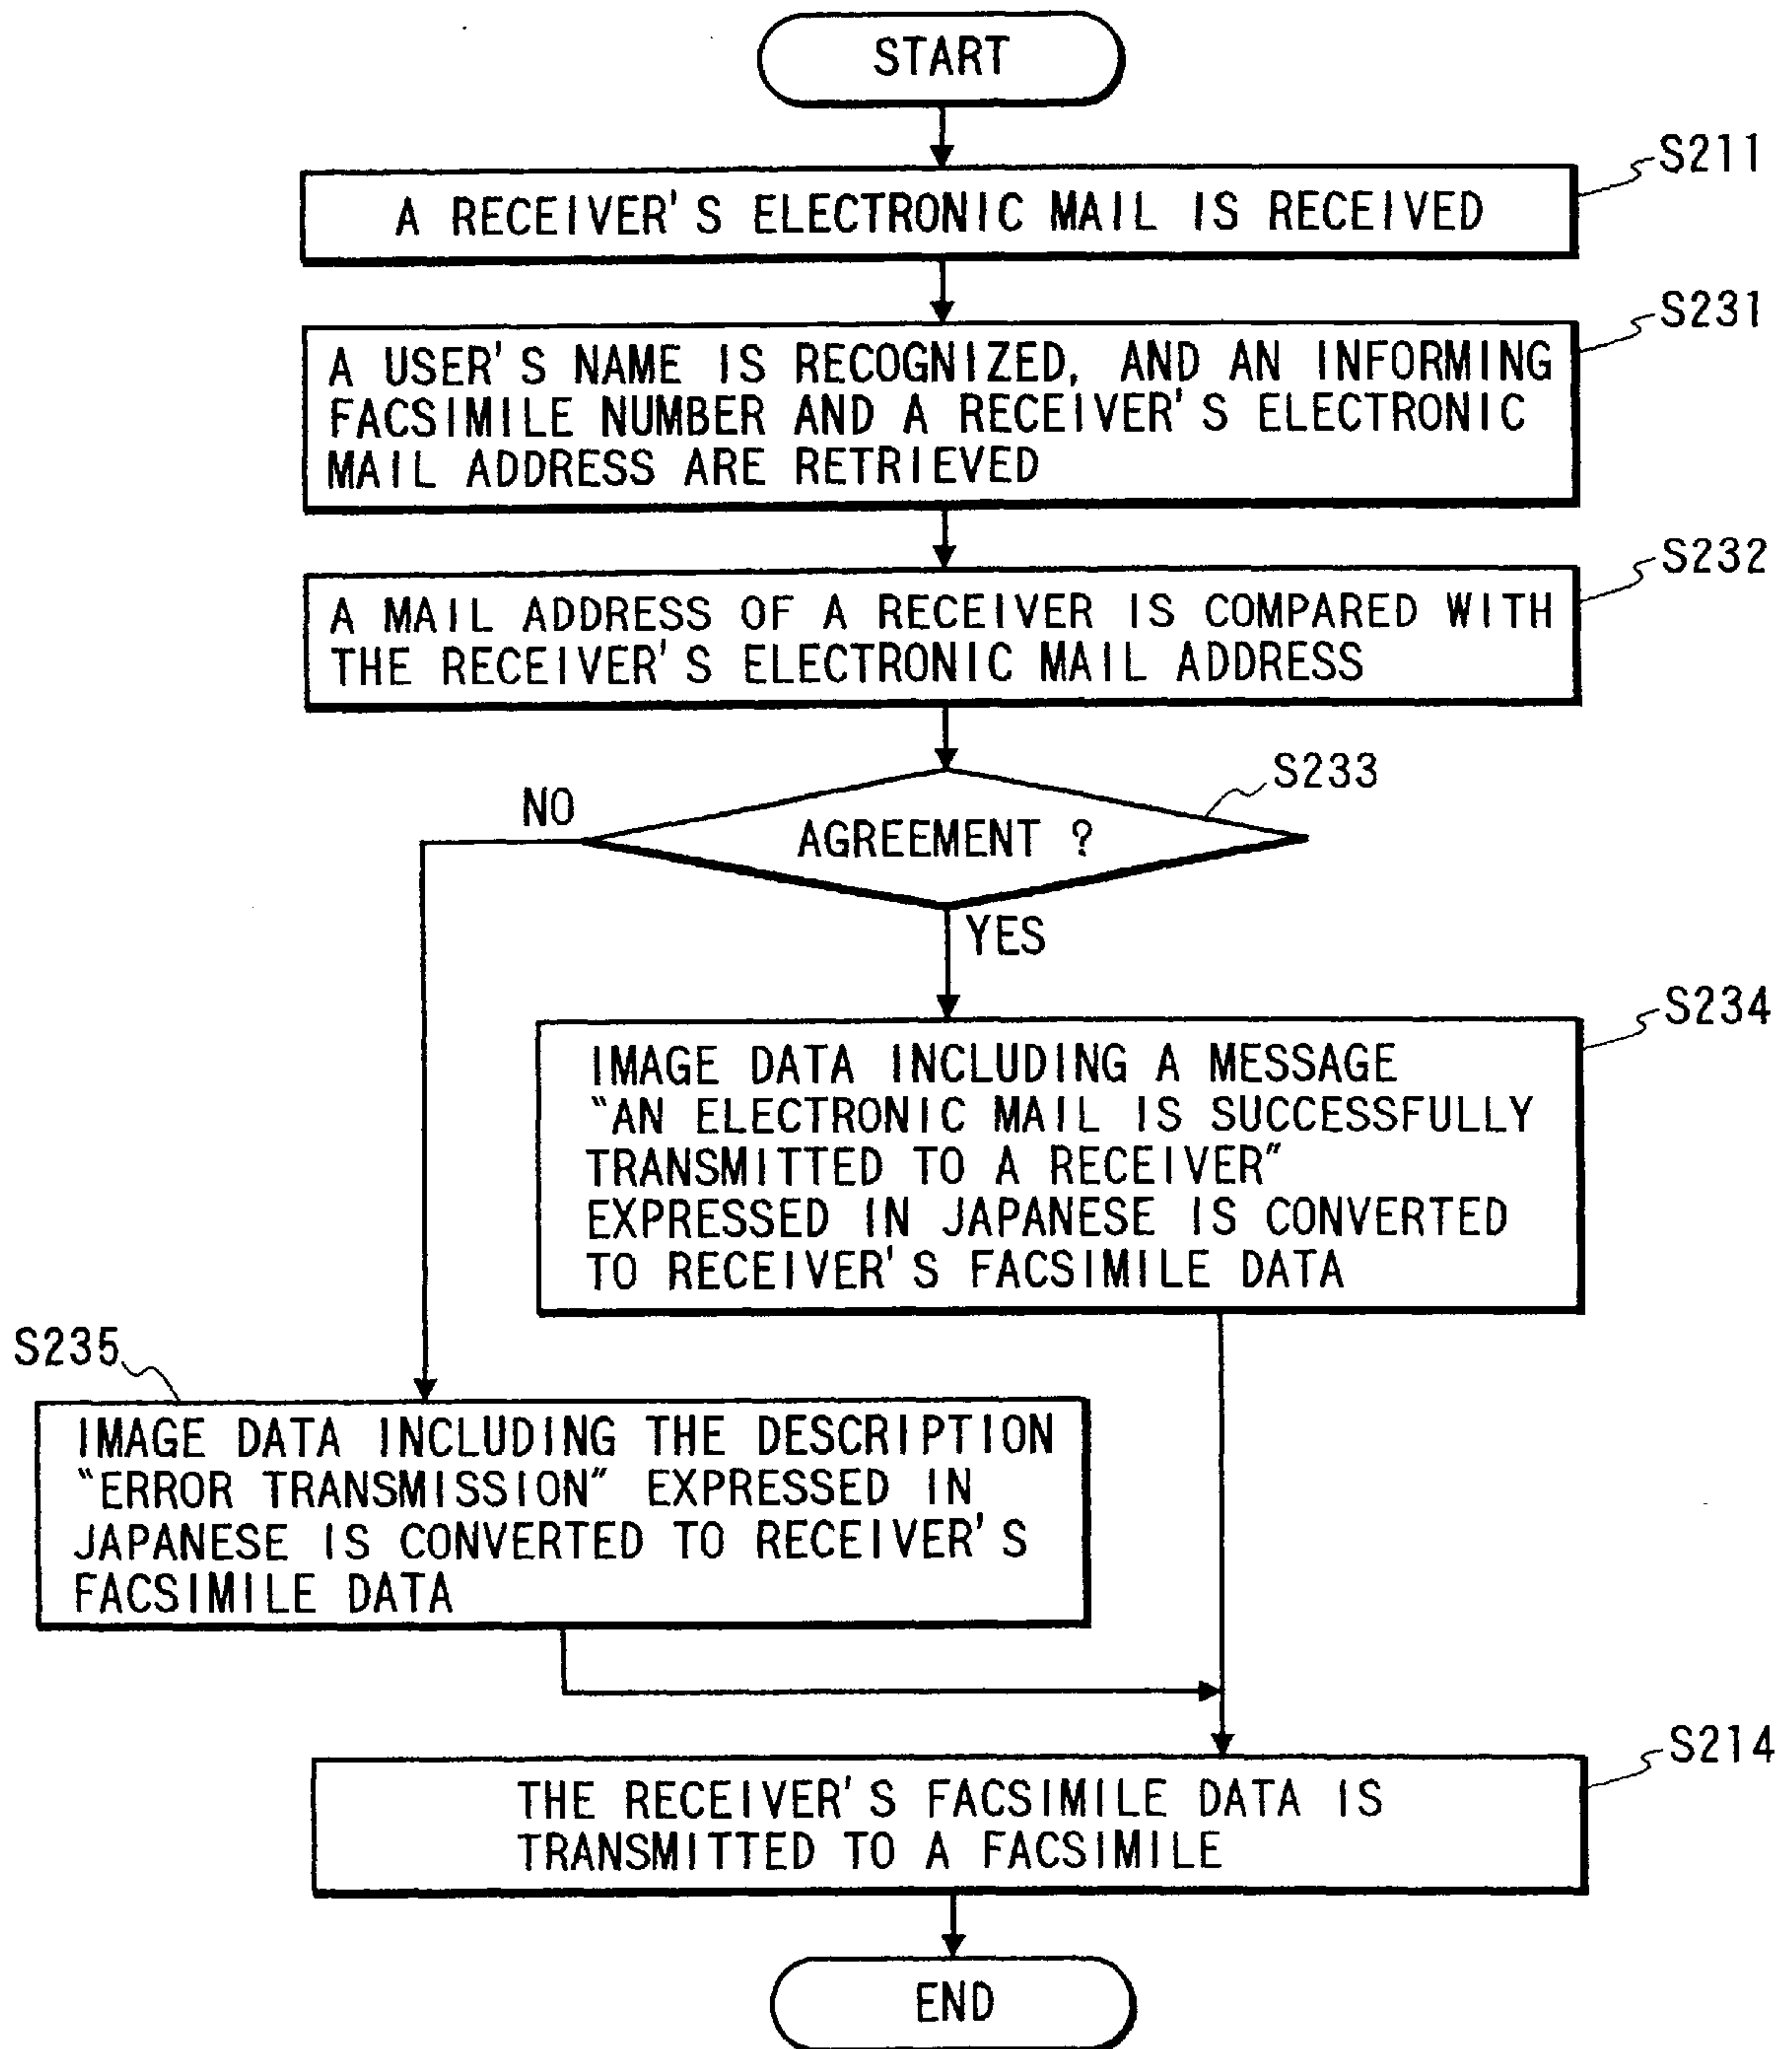 START
S211
A RECEIVER'S ELECTRONIC MAIL IS RECEIVED
S231
A USER'S NAME IS RECOGNIZED, AND AN INFORMING
FACSIMILE NUMBER AND A RECEIVER'S ELECTRONIC
MAIL ADDRESS ARE RETRIEVED
S232
A MAIL ADDRESS OF A RECEIVER IS COMPARED WITH
THE RECEIVER'S ELECTRONIC MAIL ADDRESS
S233
NO
AGREEMENT ?
YES
S234
IMAGE DATA INCLUDING A MESSAGE
"AN ELECTRONIC MAIL IS SUCCESSFULLY
TRANSMITTED TO A RECEIVER"
EXPRESSED IN JAPANESE IS CONVERTED
TO RECEIVER'S FACSIMILE DATA
S235
IMAGE DATA INCLUDING THE DESCRIPTION
"ERROR TRANSMISSION" EXPRESSED IN
JAPANESE IS CONVERTED TO RECEIVER'S
FACSIMILE DATA
S214
THE RECEIVER'S FACSIMILE DATA IS
TRANSMITTED TO A FACSIMILE
END